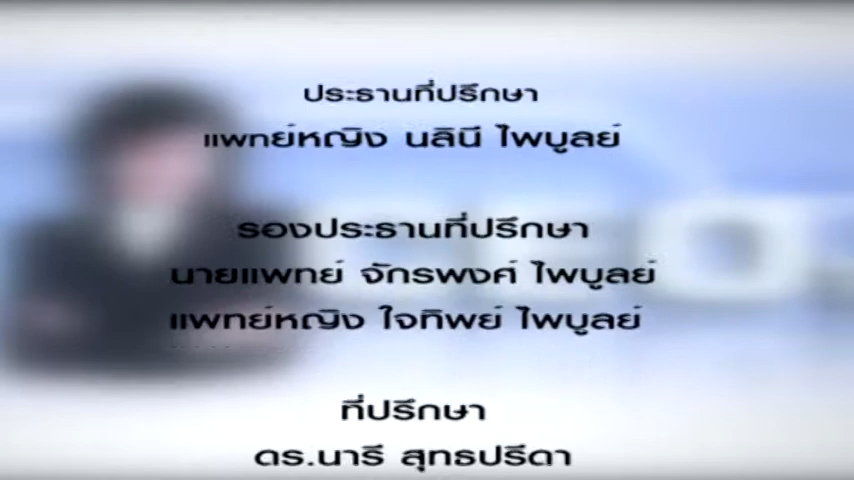 ประธานที่ปรึกษา
แพทย์หญิง นลินี ไพบูลย์
รองประธานที่ปรึกษา
นายแพทย์ จักรพงศ์ ไพบูลย์
แพทย์หญิง ใจทิพย์ ไพบูลย์
ที่ปรึกษา
ดร.นารี สุทธปรีดา